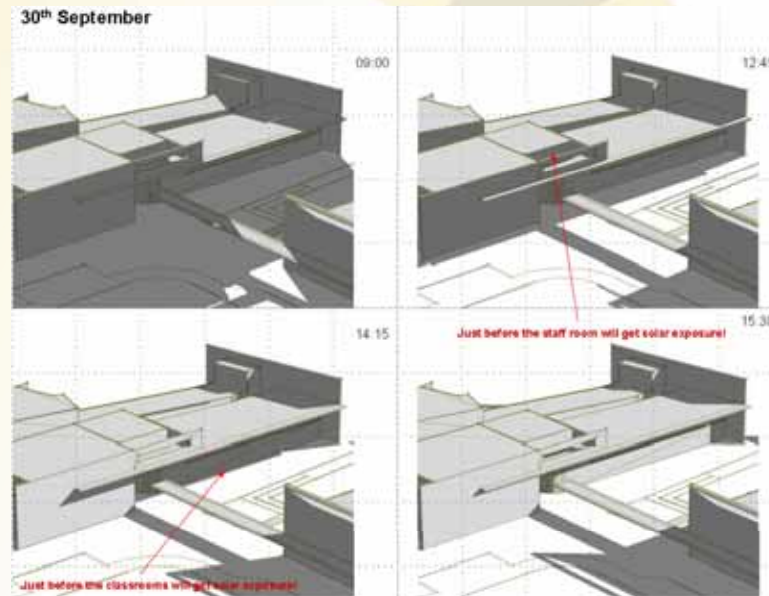 30th September
09:00
12:45
Just before the staff room will get solar exposure!
14:15
15:30
Just before the classrooms will get solar exposure!